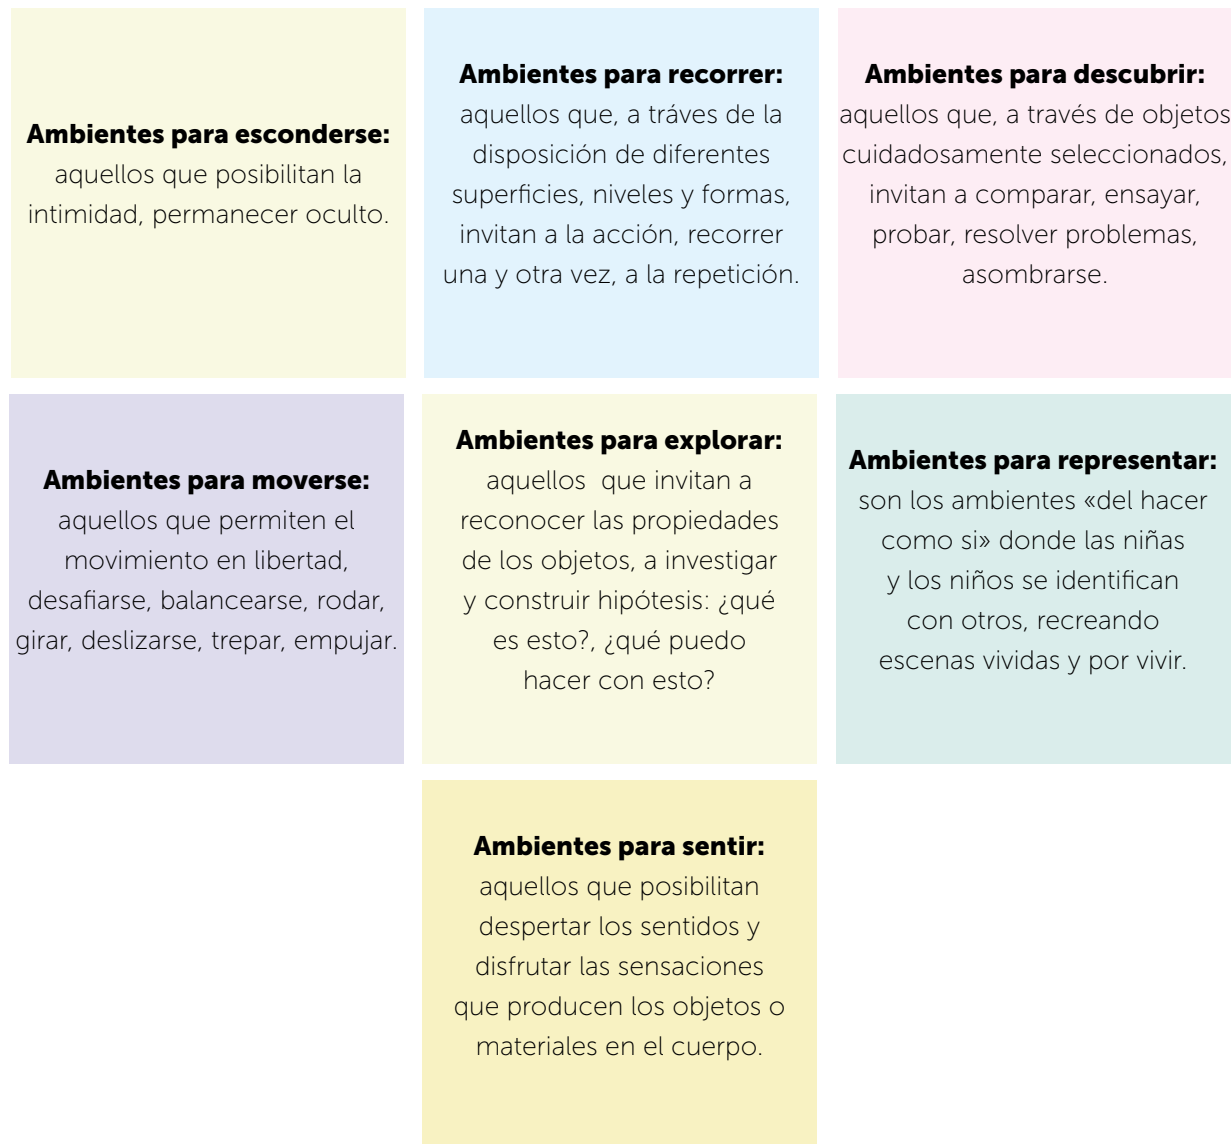 Ambientes para esconderse:
aquellos que posibilitan la
intimidad, permanecer oculto.
Ambientes para recorrer:
aquellos que, a tráves de la
disposición de diferentes
superficies, niveles y formas,
invitan a la acción, recorrer
una y otra vez, a la repetición.
Ambientes para descubrir:
aquellos que, a través de objetos
cuidadosamente seleccionados,
invitan a comparar, ensayar,
probar, resolver problemas,
asombrarse.
Ambientes para moverse:
aquellos que permiten el
movimiento en libertad,
desafiarse, balancearse, rodar,
girar, deslizarse, trepar, empujar.
Ambientes para explorar:
aquellos que invitan a
reconocer las propiedades
de los objetos, a investigar
y construir hipótesis: ¿qué
es esto?, ¿qué puedo
hacer con esto?
Ambientes para representar:
son los ambientes «del hacer
como si» donde las niñas
y los niños se identifican
con otros, recreando
escenas vividas y por vivir.
Ambientes para sentir:
aquellos que posibilitan
despertar los sentidos y
disfrutar las sensaciones
que producen los objetos o
materiales en el cuerpo.